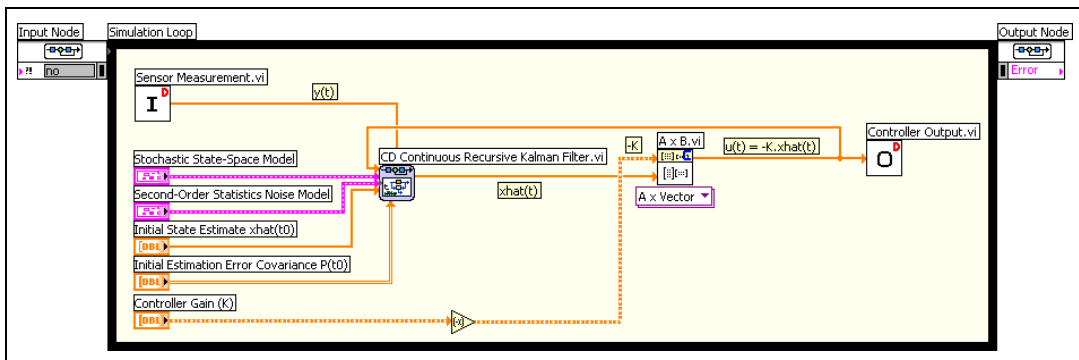 Input Node
Simulation Loop
Output Node
?! no
Error
Sensor Measurement.vi
I D
y(t)
Controller Output.vi
O D
-K
A x B.vi
u(t) = -K.xhat(t)
Stochastic State-Space Model
CD Continuous Recursive Kalman Filter.vi
xhat(t)
A x Vector
Second-Order Statistics Noise Model
Initial State Estimate xhat(t0)
[DBL]
Initial Estimation Error Covariance P(t0)
[DBL]
Controller Gain (K)
[DBL]
-x